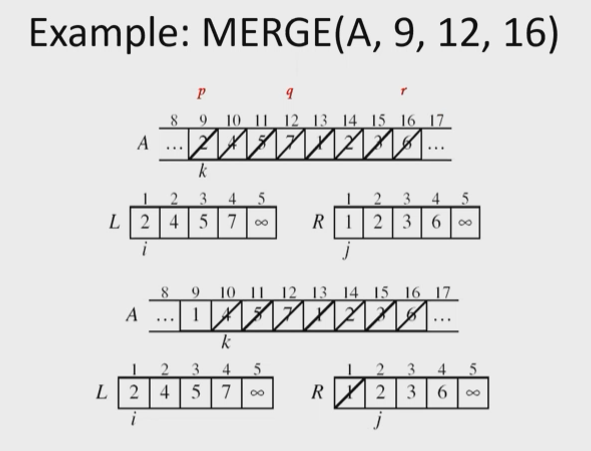 Example: MERGE(A, 9, 12, 16)
p q r
8 9 10 11 12 13 14 15 16 17
A ... 2 4 5 7 1 2 3 6 ...
k
1 2 3 4 5 1 2 3 4 5
L 2 4 5 7 ∞ R 1 2 3 6 ∞
i j
8 9 10 11 12 13 14 15 16 17
A ... 1 4 5 7 1 2 3 6 ...
k
1 2 3 4 5 1 2 3 4 5
L 2 4 5 7 ∞ R 1 2 3 6 ∞
i j